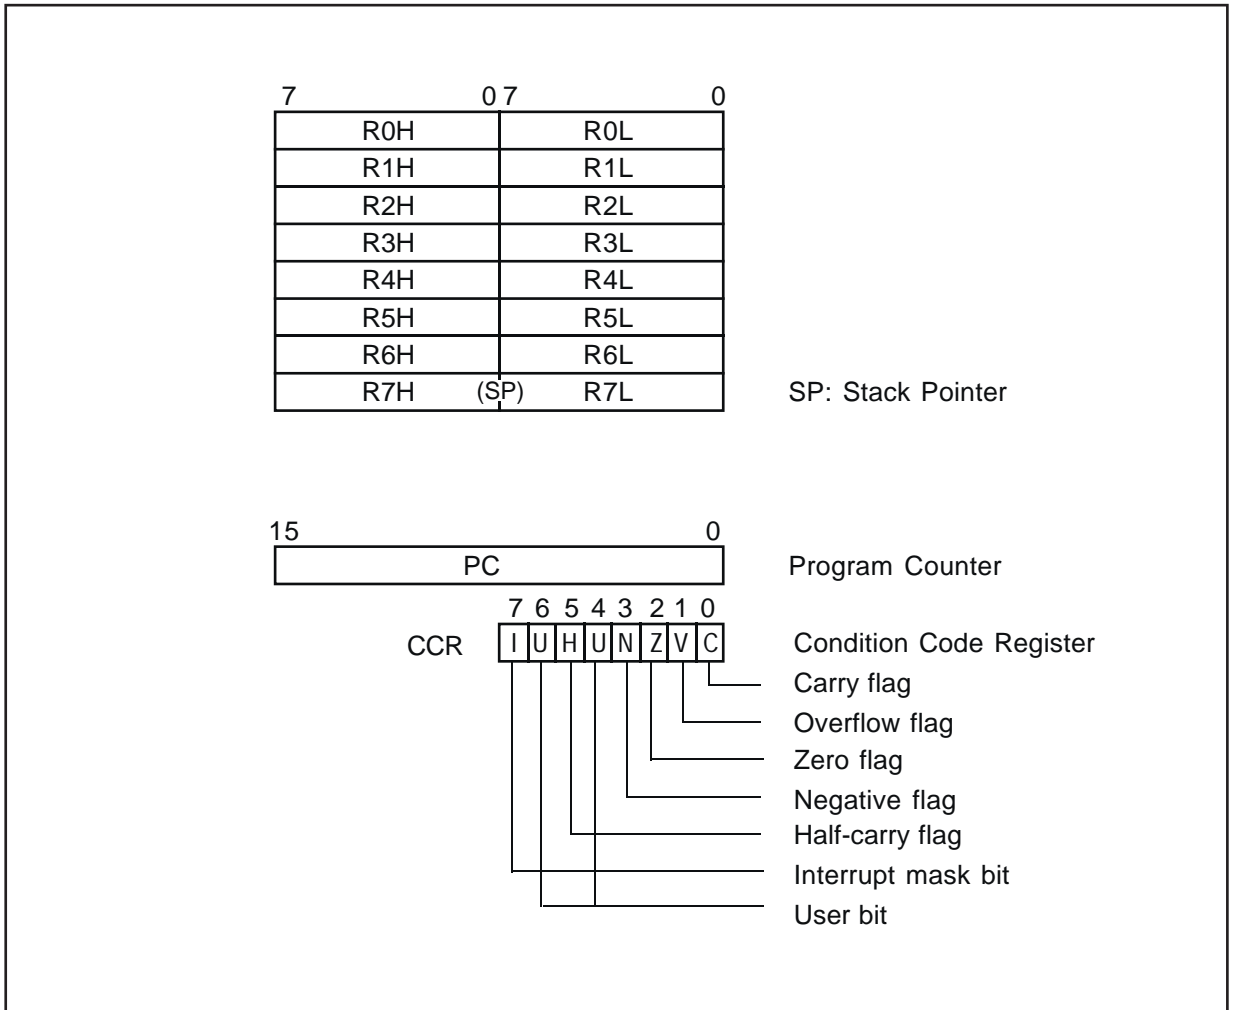 7 0 7 0
R0H R0L
R1H R1L
R2H R2L
R3H R3L
R4H R4L
R5H R5L
R6H R6L
R7H (SP) R7L SP: Stack Pointer
15 0
PC Program Counter
7 6 5 4 3 2 1 0
CCR I U H U N Z V C Condition Code Register
Carry flag
Overflow flag
Zero flag
Negative flag
Half-carry flag
Interrupt mask bit
User bit